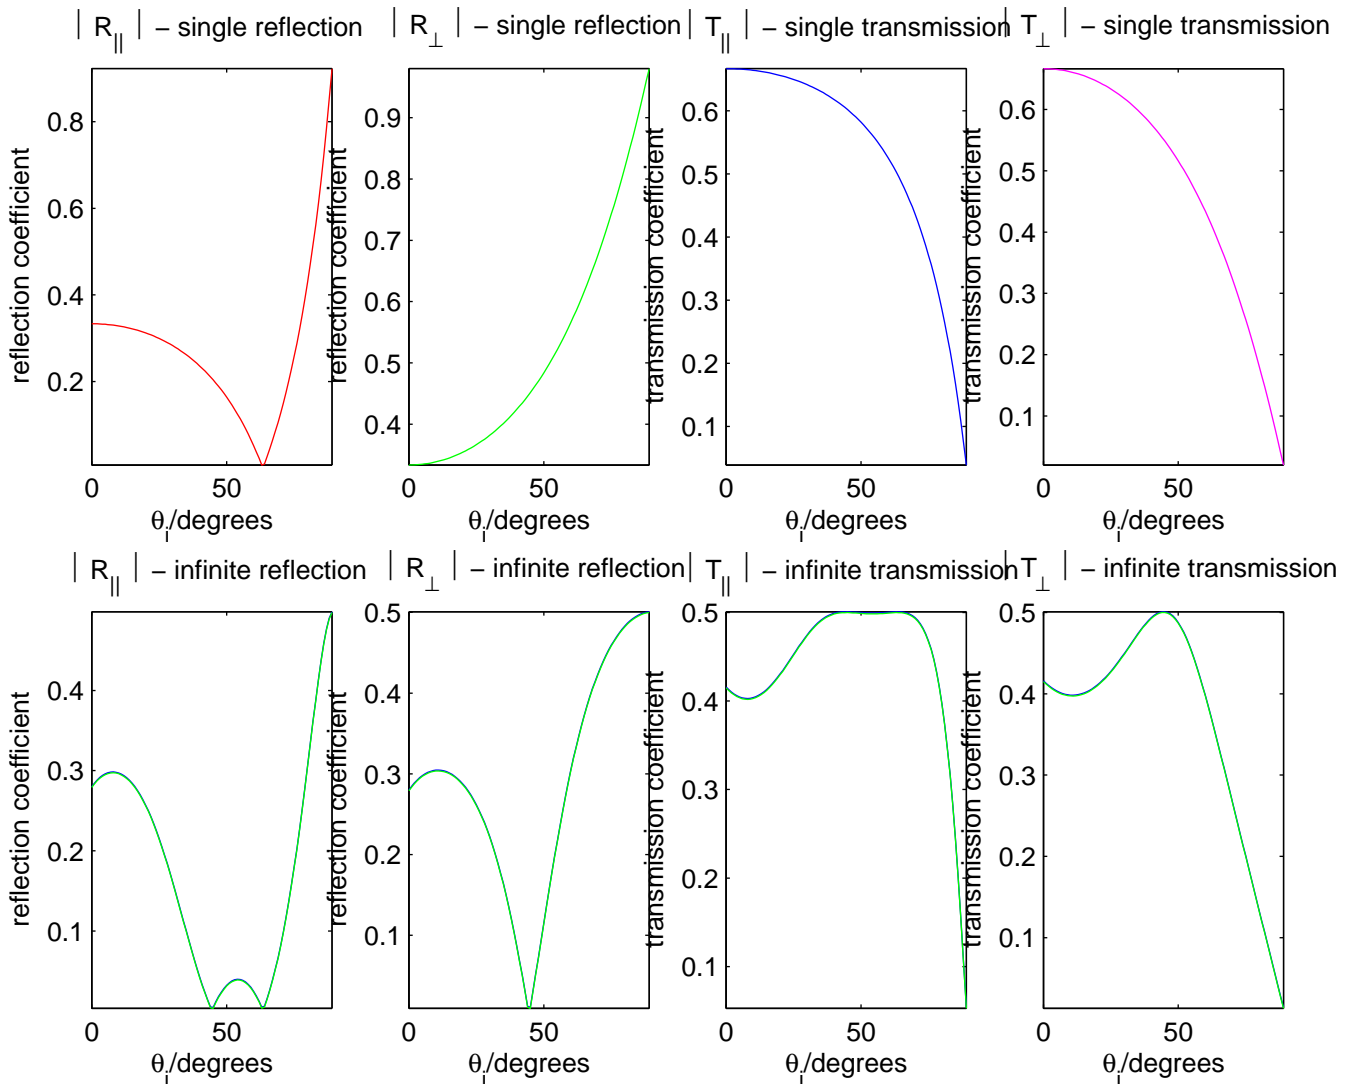 | R|| | – single reflection
| R⊥ | – single reflection
| T|| | – single transmission
| T⊥ | – single transmission
reflection coefficient
0.8
0.6
0.4
0.2
0
50
θi/degrees
reflection coefficient
0.9
0.8
0.7
0.6
0.5
0.4
0
50
θi/degrees
transmission coefficient
0.6
0.5
0.4
0.3
0.2
0.1
0
50
θi/degrees
transmission coefficient
0.6
0.5
0.4
0.3
0.2
0.1
0
50
θi/degrees
| R|| | – infinite reflection
| R⊥ | – infinite reflection
| T|| | – infinite transmission
| T⊥ | – infinite transmission
reflection coefficient
0.4
0.3
0.2
0.1
0
50
θi/degrees
reflection coefficient
0.5
0.4
0.3
0.2
0.1
0
50
θi/degrees
transmission coefficient
0.5
0.4
0.3
0.2
0.1
0
50
θi/degrees
transmission coefficient
0.5
0.4
0.3
0.2
0.1
0
50
θi/degrees